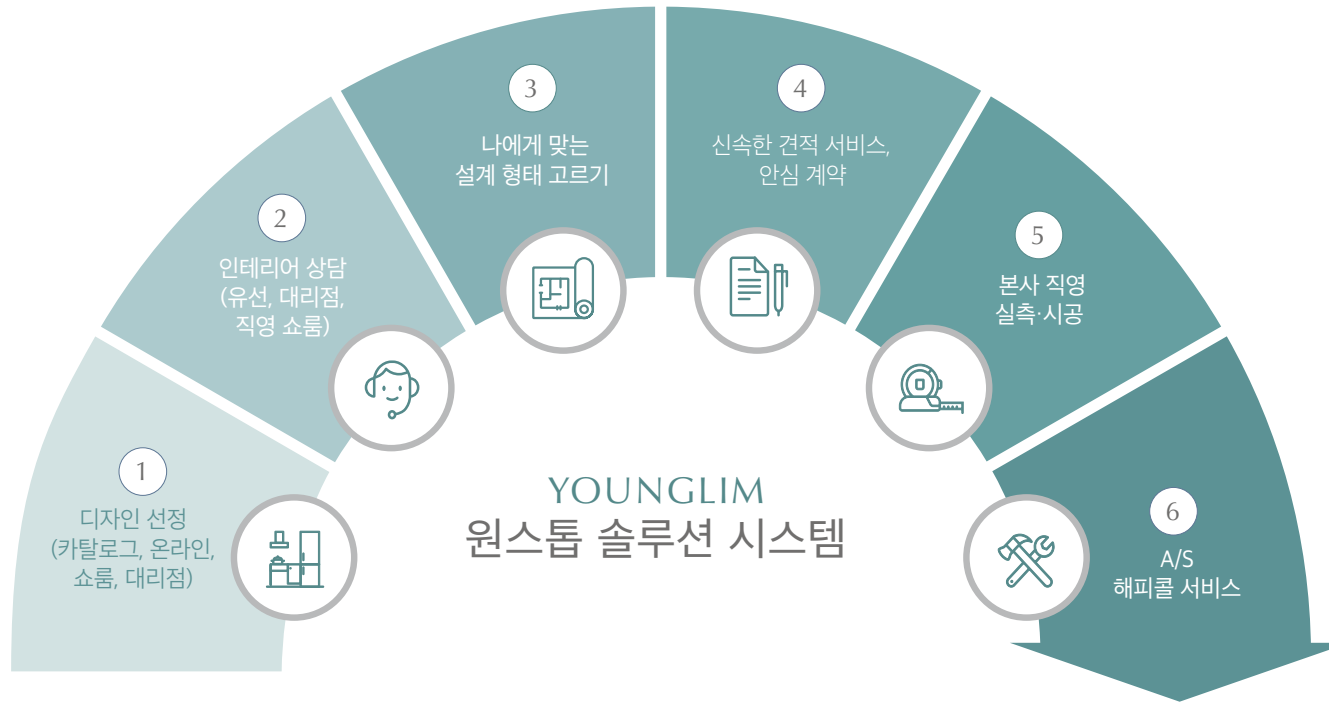 1
디자인 선정
(카탈로그, 온라인,
쇼룸, 대리점)
2
인테리어 상담
(유선, 대리점,
직영 쇼룸)
3
나에게 맞는
설계 형태 고르기
4
신속한 견적 서비스,
안심 계약
5
본사 직영
실측·시공
6
A/S
해피콜 서비스
YOUNGLIM
원스톱 솔루션 시스템